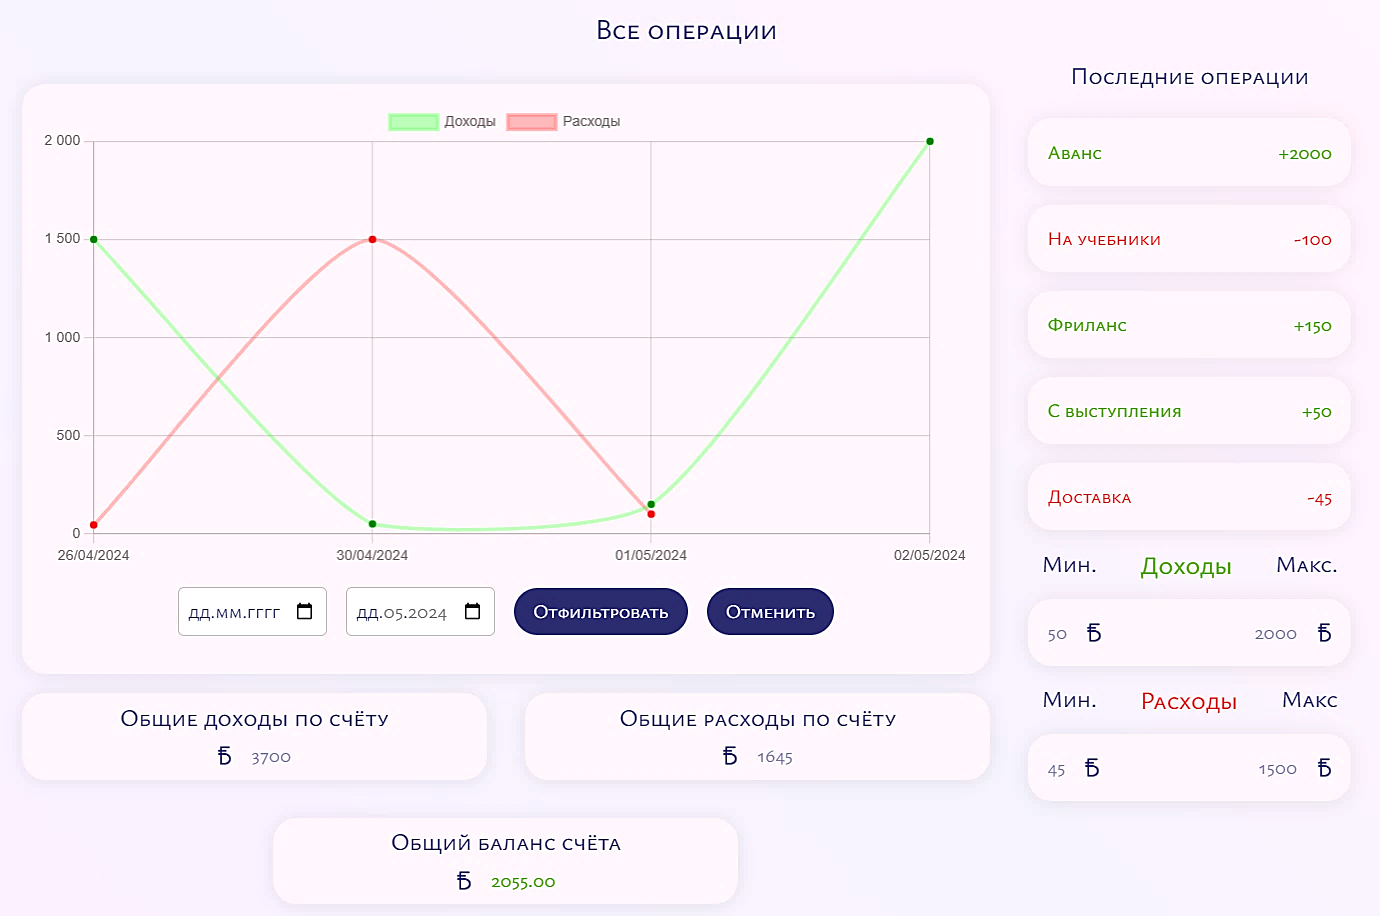 Все операции
Доходы Расходы
2 000
1 500
1 000
500
0
26/04/2024 30/04/2024 01/05/2024 02/05/2024
дд.мм.гггг дд.05.2024 Отфильтровать Отменить
Общие доходы по счёту
3700
Общие расходы по счёту
1645
Общий баланс счёта
2055.00
Последние операции
Аванс +2000
На учебники -100
Фриланс +150
С выступления +50
Доставка -45
Мин. Доходы Макс.
50 2000
Мин. Расходы Макс
45 1500